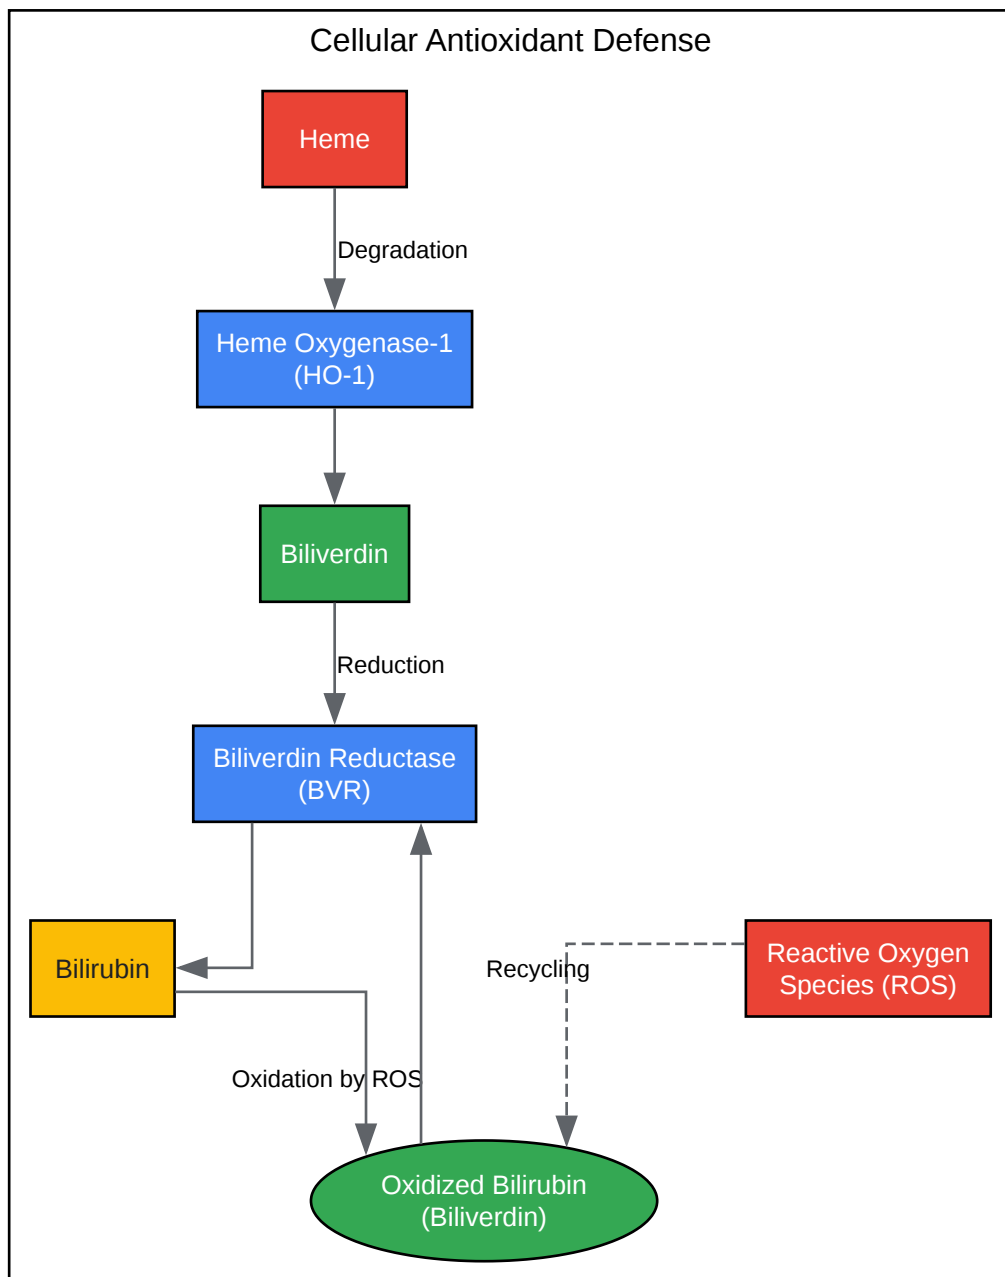 Cellular Antioxidant Defense
Heme
Degradation
Heme Oxygenase-1
(HO-1)
Biliverdin
Reduction
Biliverdin Reductase
(BVR)
Bilirubin
Recycling
Reactive Oxygen
Species (ROS)
Oxidation by ROS
Oxidized Bilirubin
(Biliverdin)